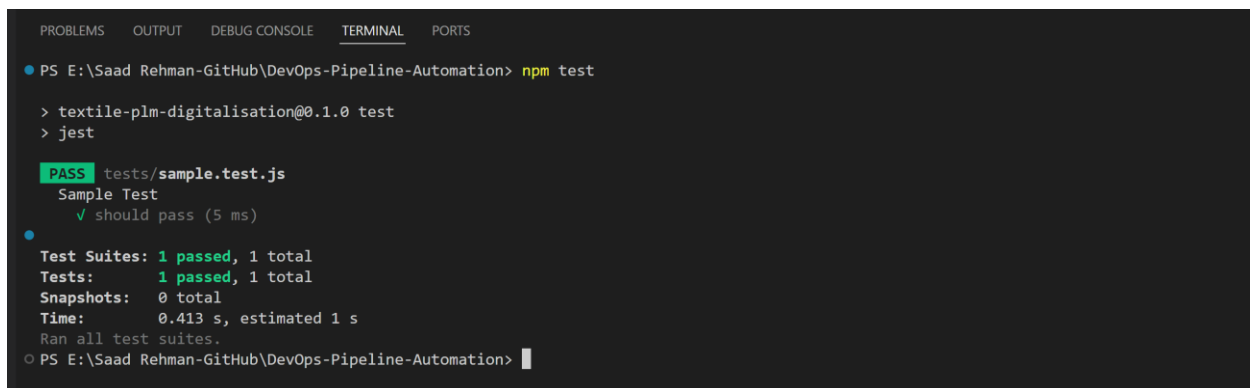 PROBLEMS OUTPUT DEBUG CONSOLE TERMINAL PORTS
PS E:\Saad Rehman-GitHub\DevOps-Pipeline-Automation> npm test
> textile-plm-digitalisation@0.1.0 test
> jest
PASS tests/sample.test.js
Sample Test
√ should pass (5 ms)
Test Suites: 1 passed, 1 total
Tests: 1 passed, 1 total
Snapshots: 0 total
Time: 0.413 s, estimated 1 s
Ran all test suites.
PS E:\Saad Rehman-GitHub\DevOps-Pipeline-Automation>